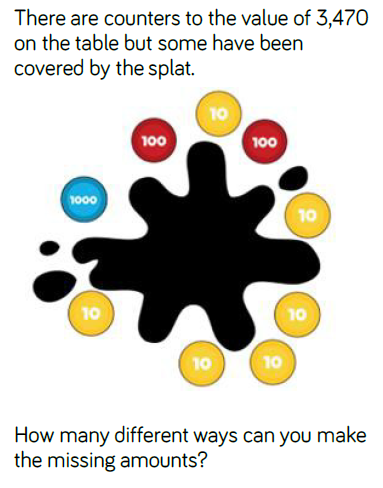 There are counters to the value of 3,470
on the table but some have been
covered by the splat.
10
100
100
1000
10
10
10
10
10
How many different ways can you make
the missing amounts?